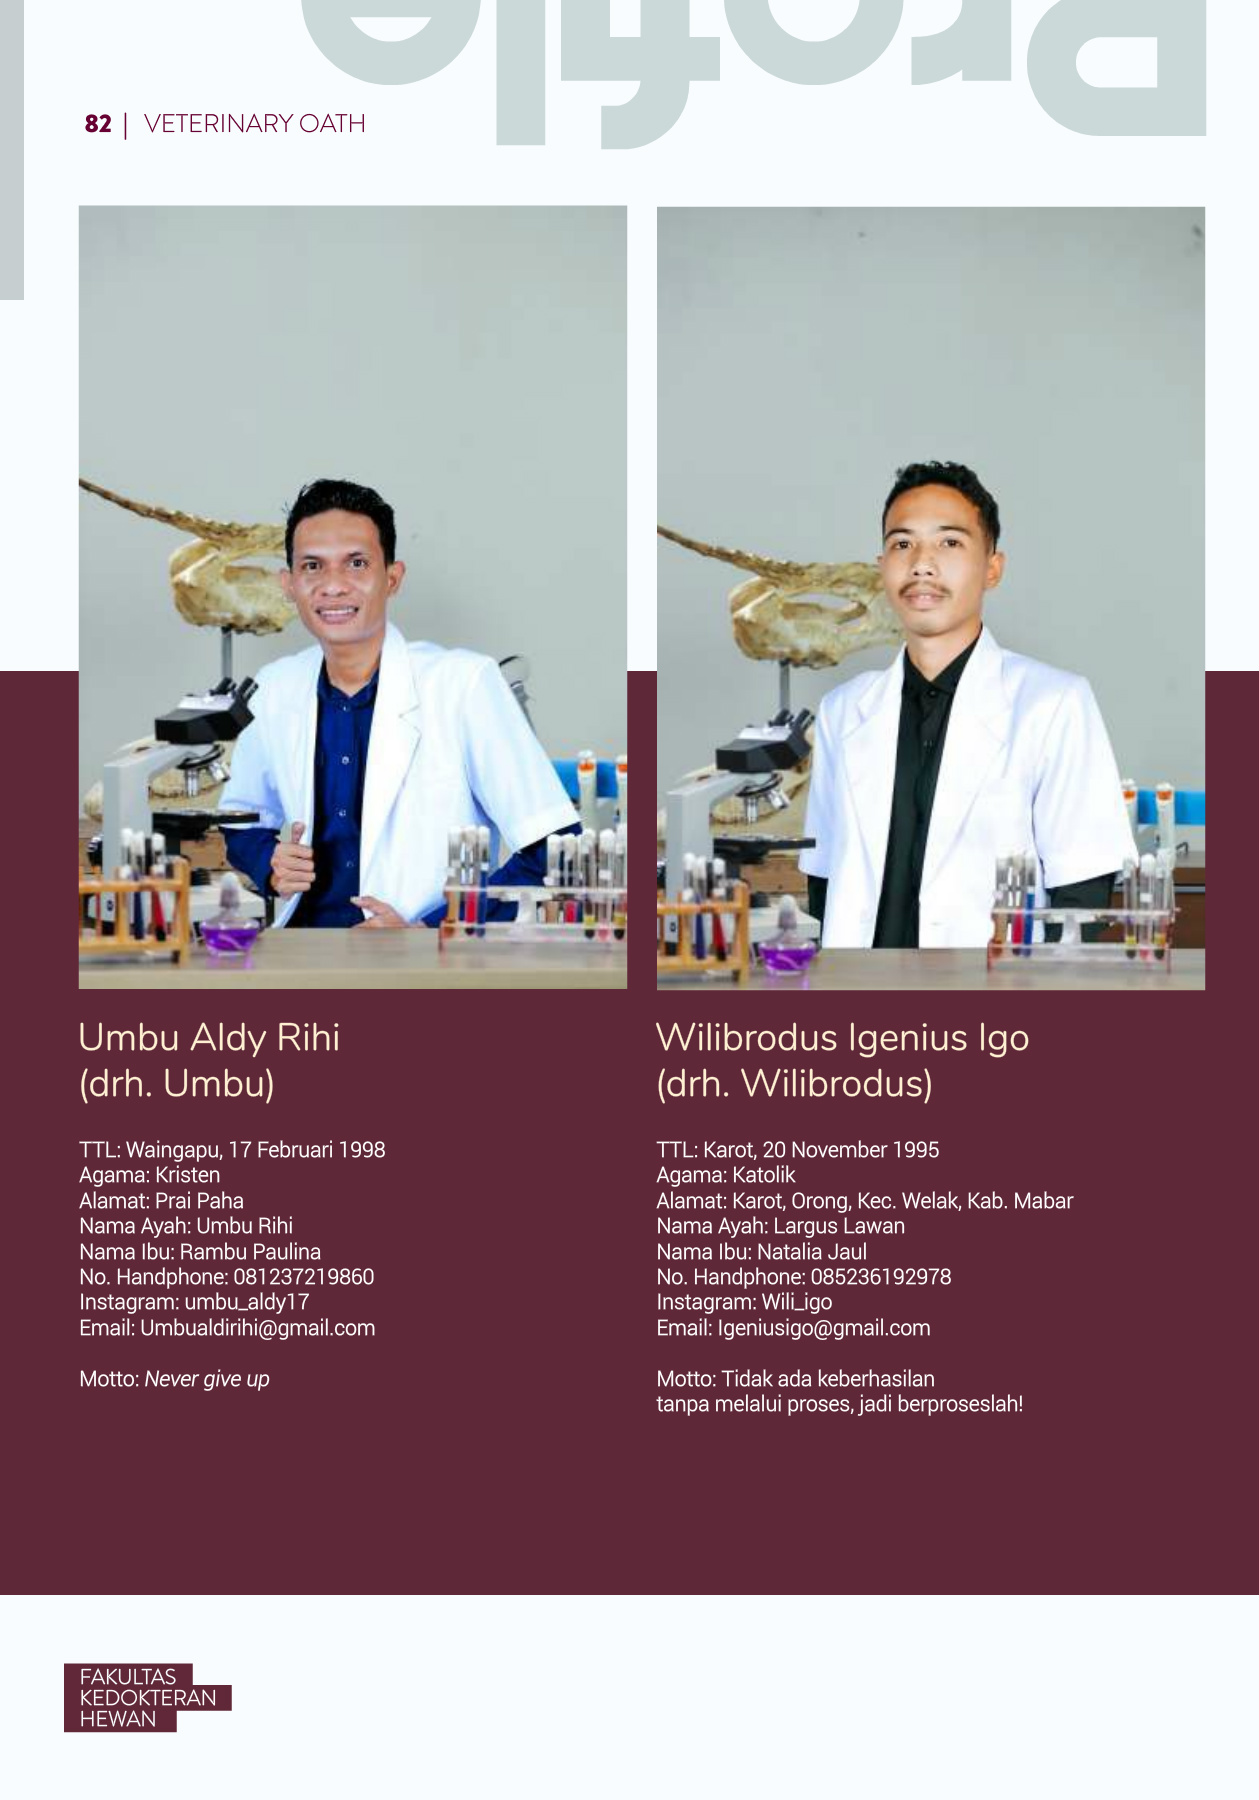 Profile
82 | VETERINARY OATH
Umbu Aldy Rihi
(drh. Umbu)
TTL: Waingapu, 17 Februari 1998
Agama: Kristen
Alamat: Prai Paha
Nama Ayah: Umbu Rihi
Nama Ibu: Rambu Paulina
No. Handphone: 081237219860
Instagram: umbu_aldy17
Email: Umbualdirihi@gmail.com
Motto: Never give up
Wilibrodus Igenius Igo
(drh. Wilibrodus)
TTL: Karot, 20 November 1995
Agama: Katolik
Alamat: Karot, Orong, Kec. Welak, Kab. Mabar
Nama Ayah: Largus Lawan
Nama Ibu: Natalia Jaul
No. Handphone: 085236192978
Instagram: Wili_igo
Email: Igeniusigo@gmail.com
Motto: Tidak ada keberhasilan
tanpa melalui proses, jadi berproseslah!
FAKULTAS
KEDOKTERAN
HEWAN